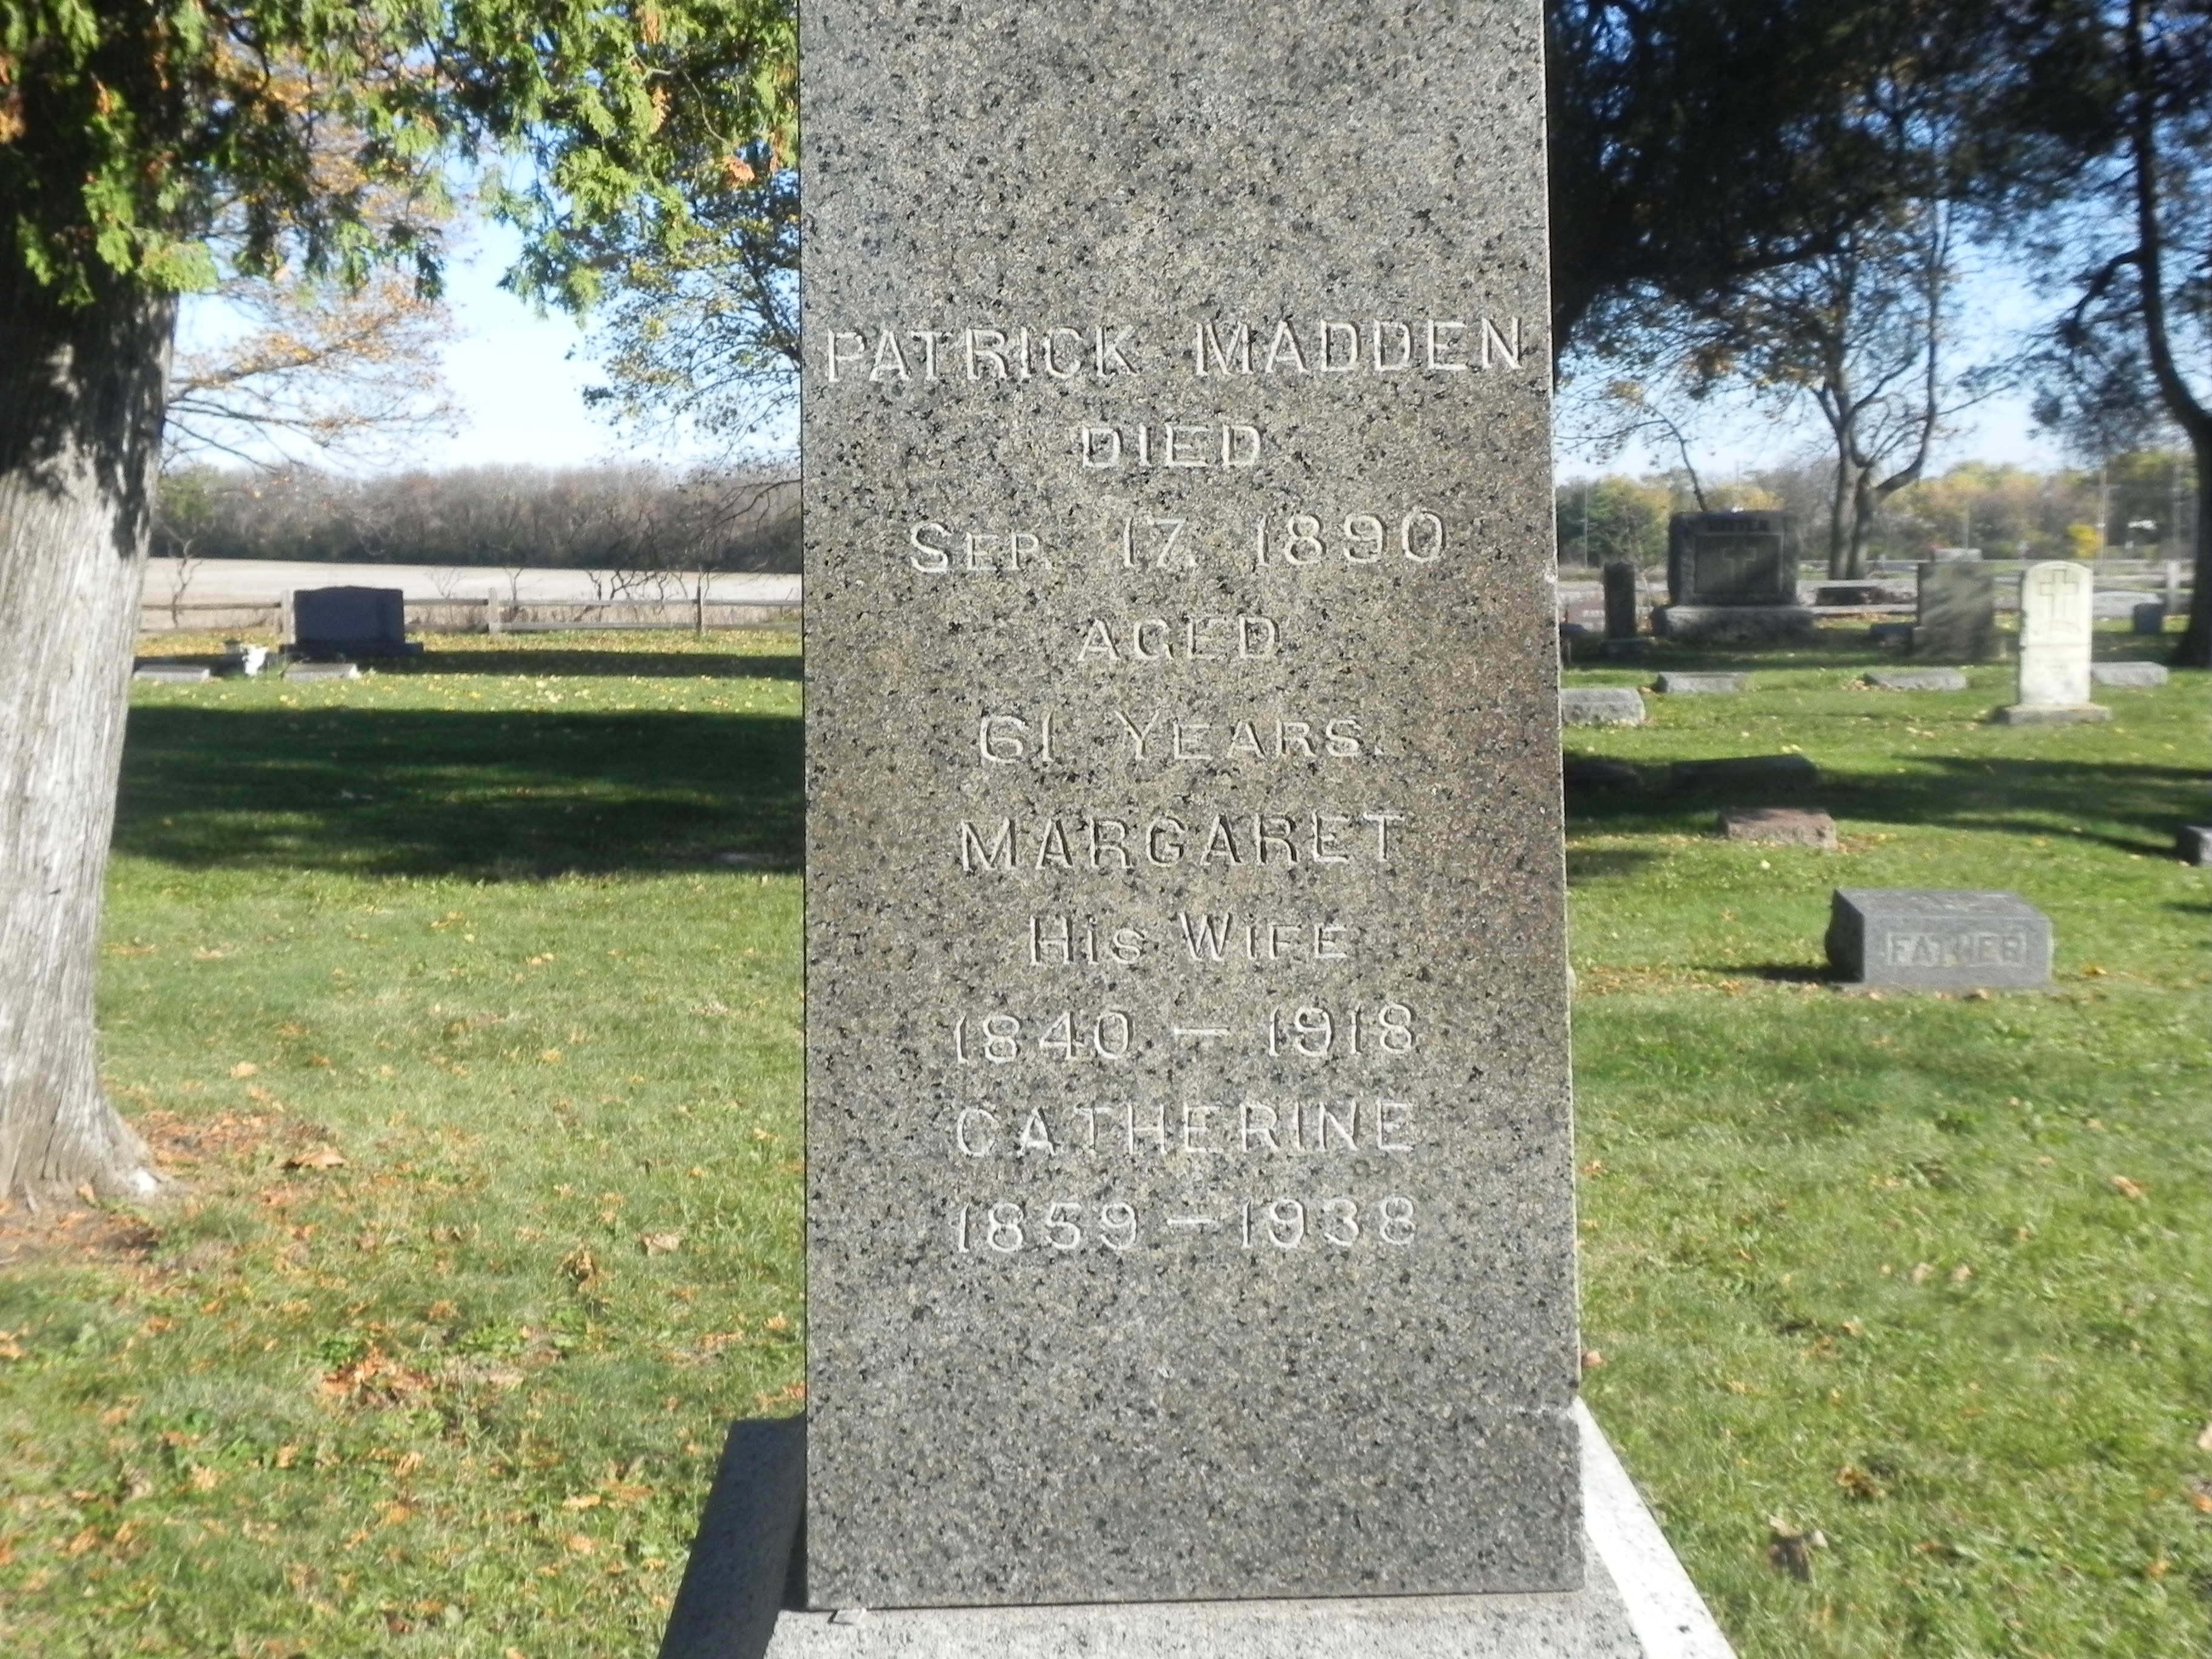 PATRICK MADDEN
DIED
SEP. 17. 1890
AGED
61 YEARS.
MARGARET
HIS WIFE
1840 — 1918
CATHERINE
1859 — 1938
FATHER